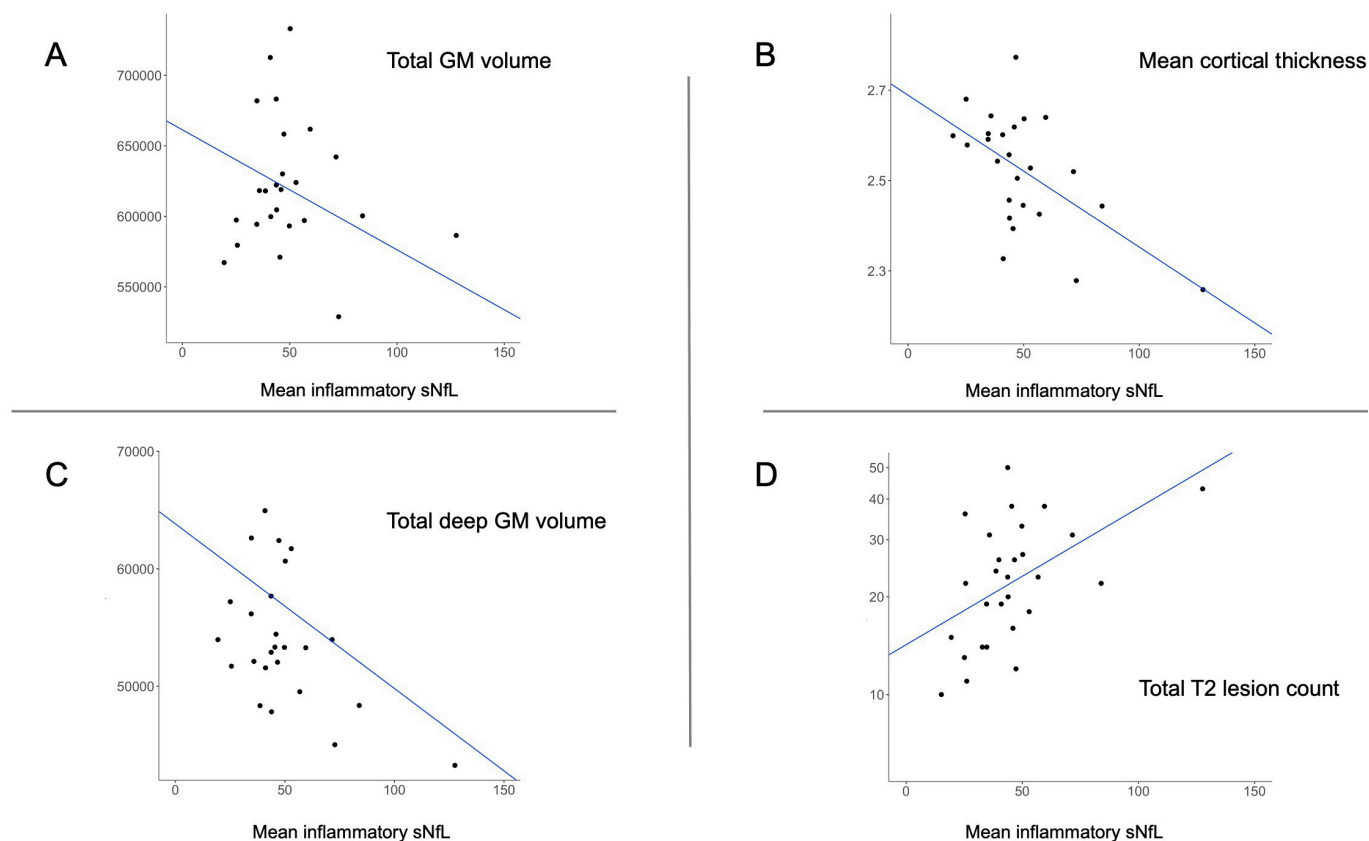 A
Total GM volume
700000
650000
600000
550000
0 50 100 150
Mean inflammatory sNfL
B
Mean cortical thickness
2.7
2.5
2.3
0 50 100 150
Mean inflammatory sNfL
C
Total deep GM volume
70000
60000
50000
0 50 100 150
Mean inflammatory sNfL
D
50
40
30
20
10
Total T2 lesion count
0 50 100 150
Mean inflammatory sNfL